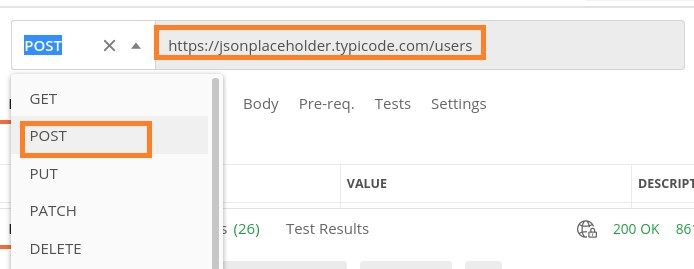 POST
https://jsonplaceholder.typicode.com/users
GET
Body Pre-req. Tests Settings
POST
PUT
VALUE DESCRIPT
PATCH
(26) Test Results 200 OK 861
DELETE